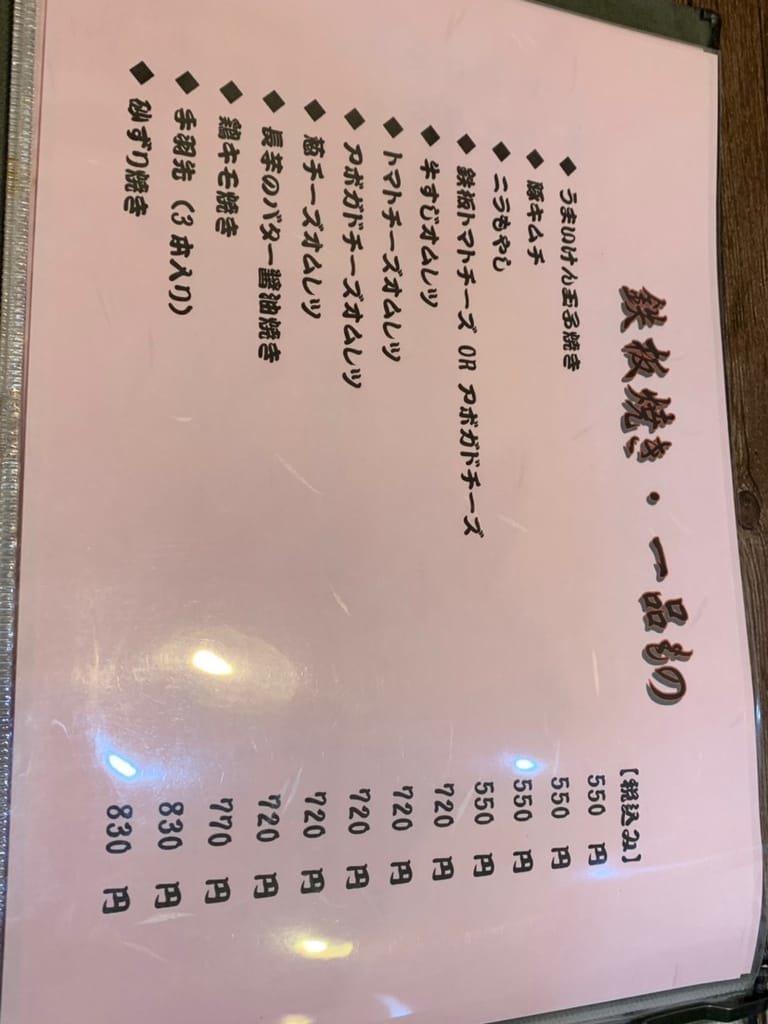 鉄板焼き・一品もの
【税込み】
◆ うまいけん玉子焼き 550 円
◆ 豚キムチ 550 円
◆ ニラもやし 550 円
◆ 鉄板トマトチーズ OR アボガドチーズ 550 円
◆ 牛すじオムレツ 720 円
◆ トマトチーズオムレツ 720 円
◆ アボガドチーズオムレツ 720 円
◆ 葱チーズオムレツ 720 円
◆ 長芋のバター醤油焼き 720 円
◆ 鶏キモ焼き 770 円
◆ 手羽先（3 本入り） 830 円
◆ 砂ずり焼き 830 円